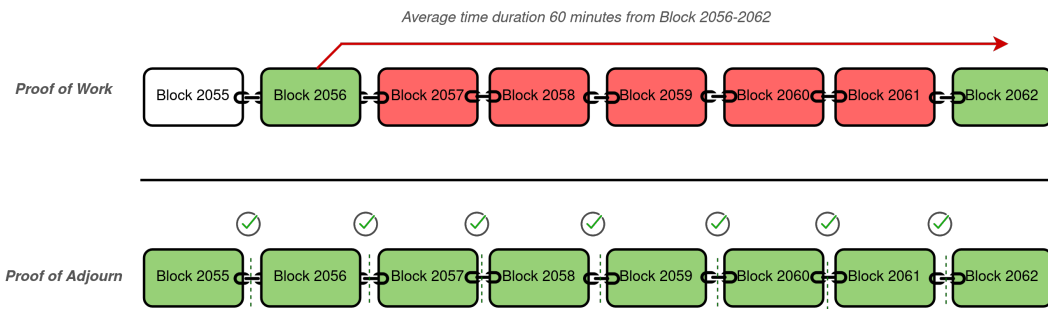 Average time duration 60 minutes from Block 2056-2062
Proof of Work
Block 2055 Block 2056 Block 2057 Block 2058 Block 2059 Block 2060 Block 2061 Block 2062
Proof of Adjourn
Block 2055 Block 2056 Block 2057 Block 2058 Block 2059 Block 2060 Block 2061 Block 2062